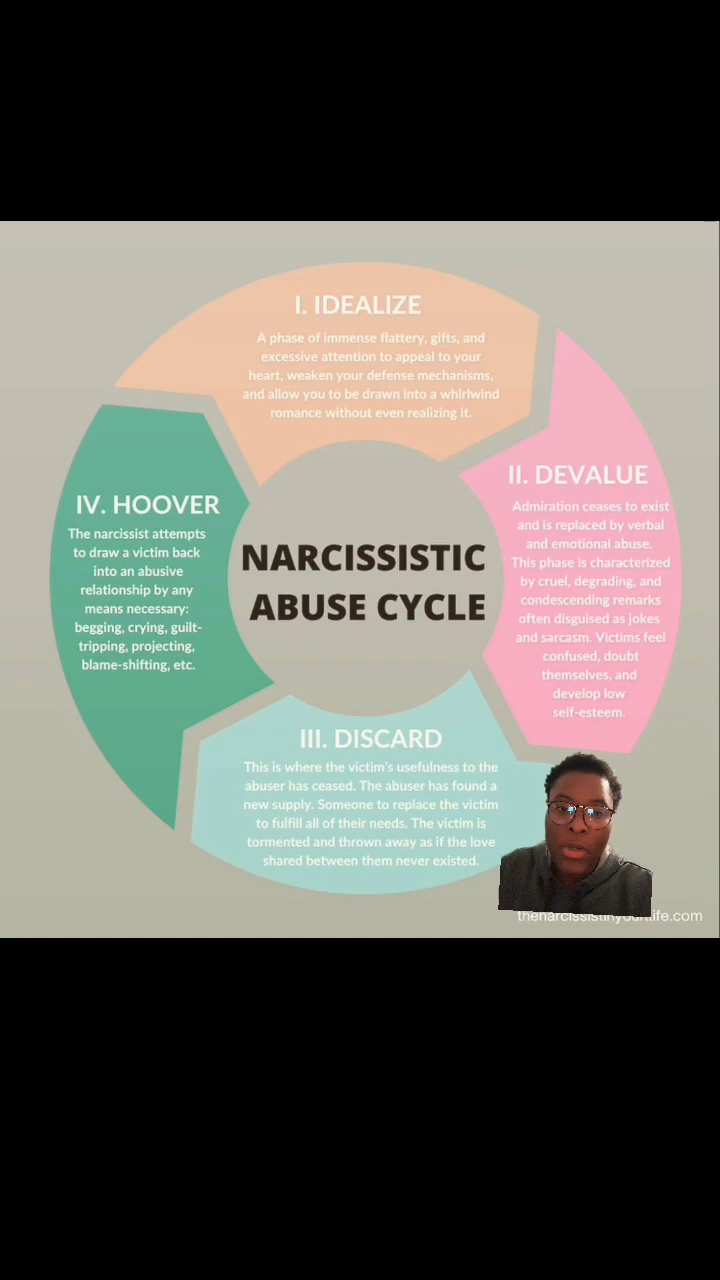 I. IDEALIZE
A phase of immense flattery, gifts, and
excessive attention to appeal to your
heart, weaken your defense mechanisms,
and allow you to be drawn into a whirlwind
romance without even realizing it.
II. DEVALUE
Admiration ceases to exist
and is replaced by verbal
and emotional abuse.
This phase is characterized
by cruel, degrading, and
condescending remarks
often disguised as jokes
and sarcasm. Victims feel
confused, doubt
themselves, and
develop low
self-esteem.
NARCISSISTIC
ABUSE CYCLE
III. DISCARD
This is where the victim's usefulness to the
abuser has ceased. The abuser has found a
new supply. Someone to replace the victim
to fulfill all of their needs. The victim is
tormented and thrown away as if the love
shared between them never existed.
IV. HOOVER
The narcissist attempts
to draw a victim back
into an abusive
relationship by any
means necessary:
begging, crying, guilt-
tripping, projecting,
blame-shifting, etc.
thenarcissistinyourlife.com